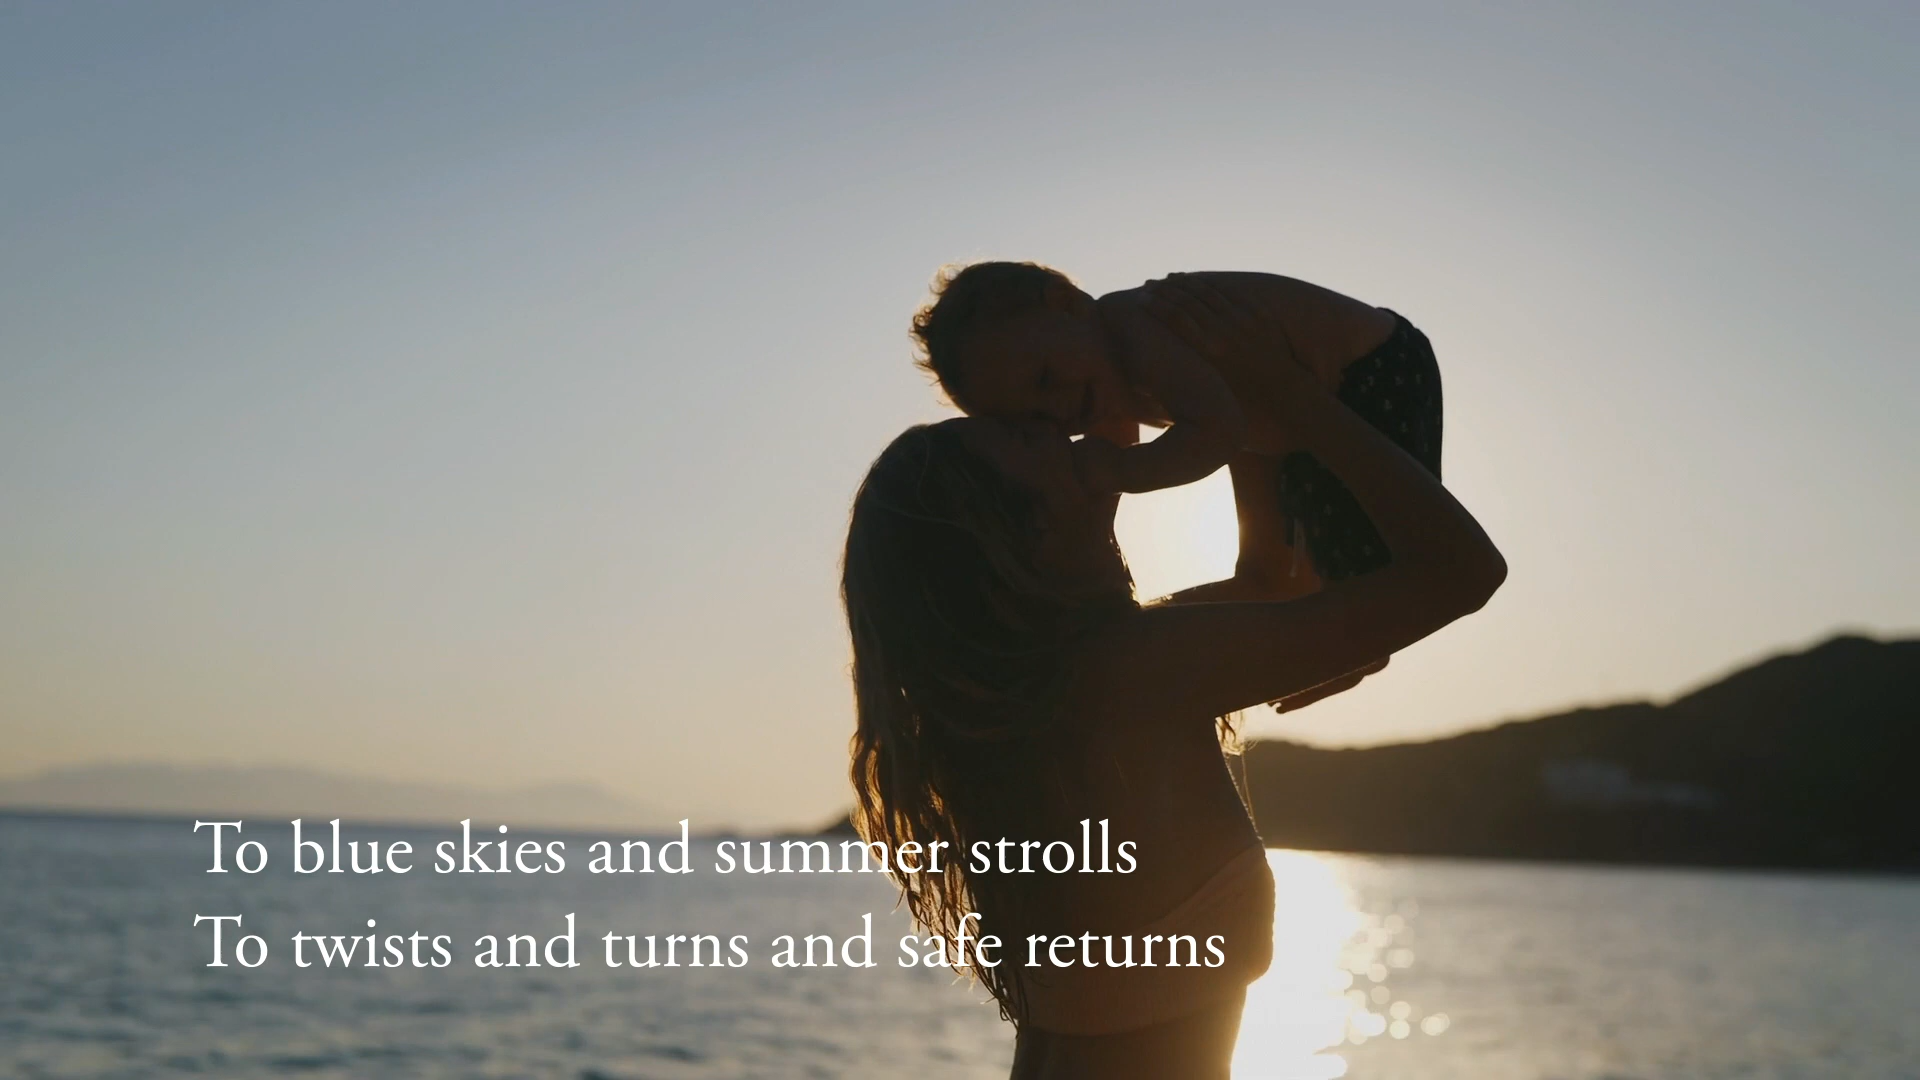 To blue skies and summer strolls
To twists and turns and safe returns